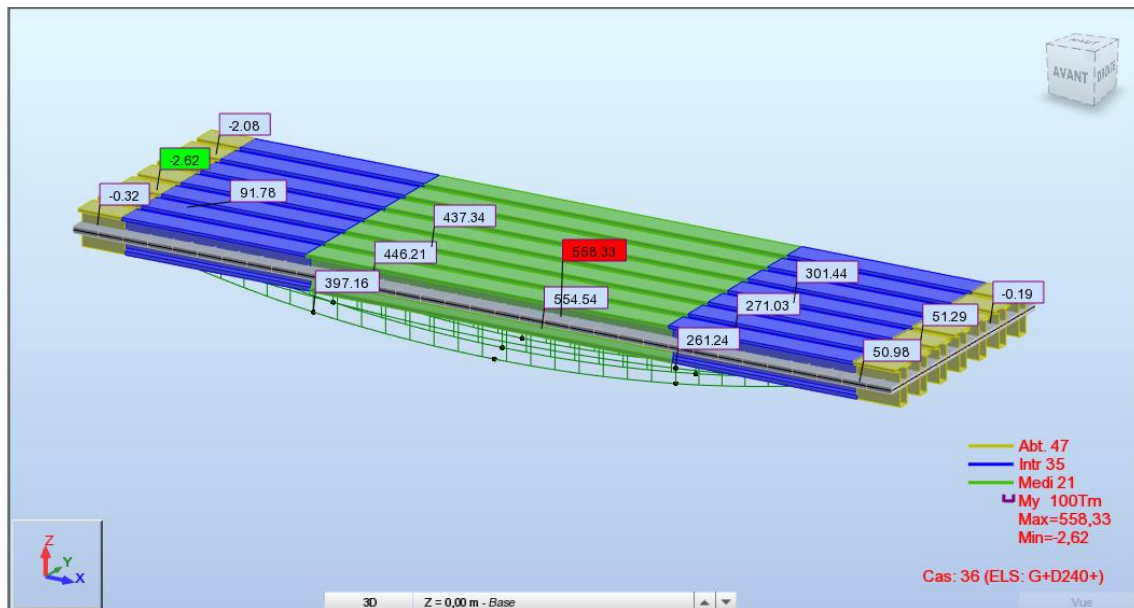 AVANT
AVANT
DROITE
-2.08
-2.62
-0.32
91.78
437.34
558.33
446.21
301.44
397.16
554.54
271.03
-0.19
51.29
261.24
50.98
Abt. 47
Intr 35
Medi 21
My 100Tm
Max=558,33
Min=-2,62
Cas: 36 (ELS: G+D240+)
Z
Y
X
3D Z = 0,00 m - Base
Vue